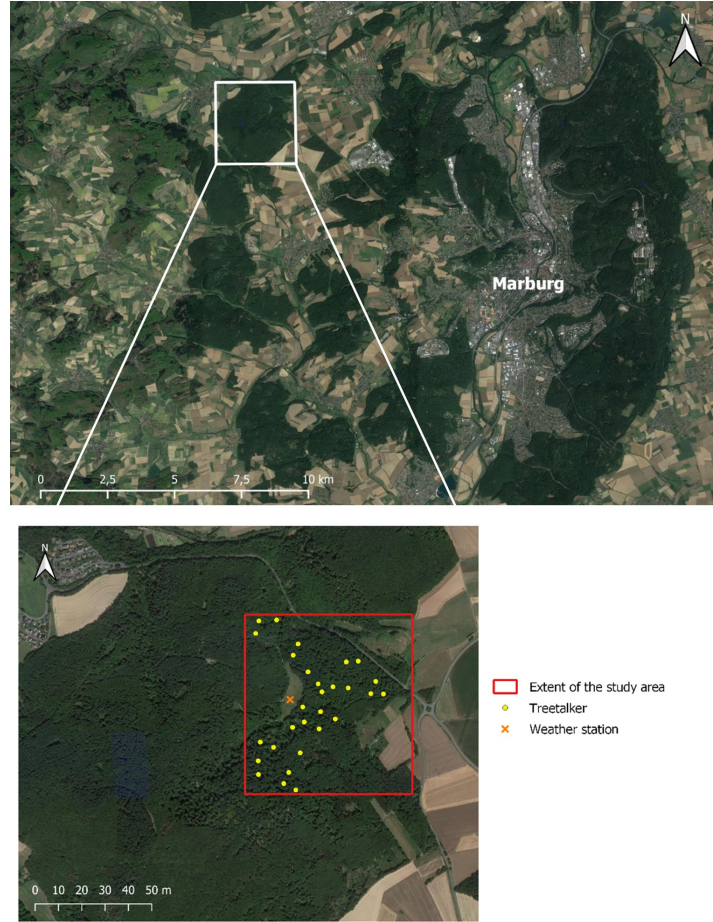 N
Marburg
0 2,5 5 7,5 10 km
N
Extent of the study area
Treetalker
Weather station
0 10 20 30 40 50 m